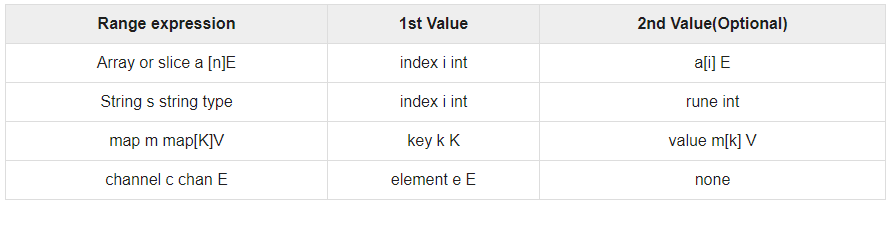 Range expression 1st Value 2nd Value(Optional)
Array or slice a [n]E index i int a[i] E
String s string type index i int rune int
map m map[K]V key k K value m[k] V
channel c chan E element e E none